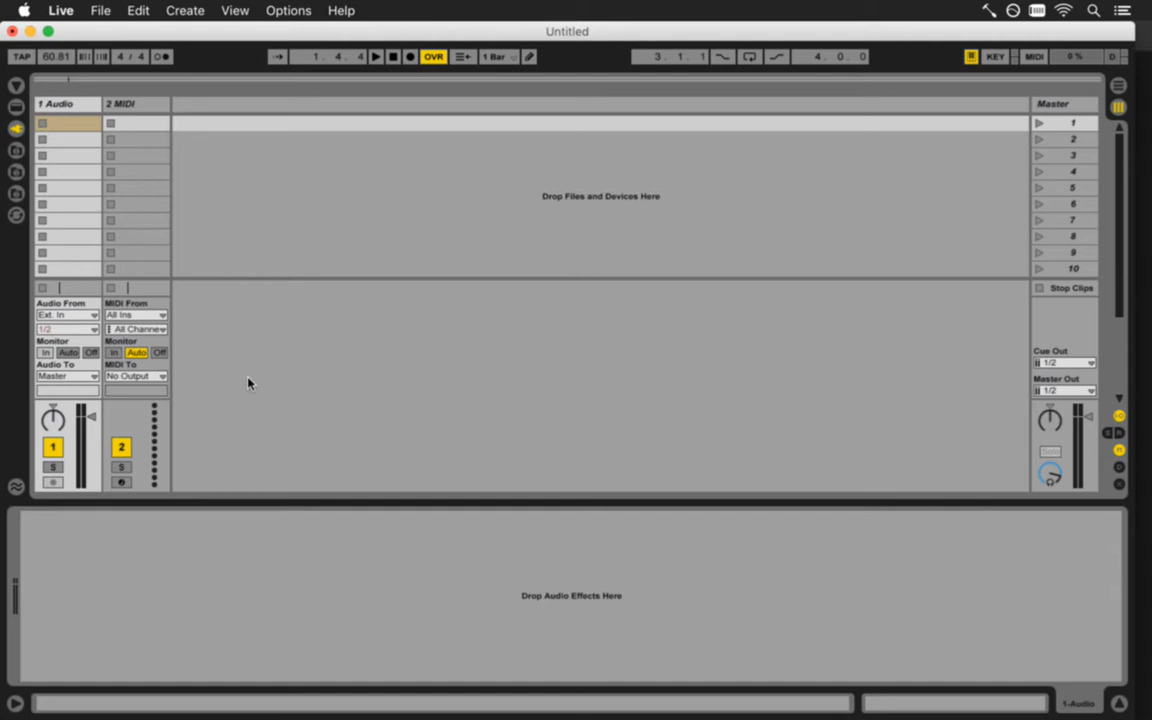 Live File Edit Create View Options Help
Untitled
TAP 60.81 4 / 4 1. 4. 4 OVR 1 Bar 3. 1. 1 4. 0. 0 KEY MIDI 0 % D
1 Audio 2 MIDI Master
1
2
3
Drop Files and Devices Here
4
5
6
7
8
9
10
Stop Clips
Audio From MIDI From
Ext. In All Ins
1/2 All Channe
Monitor Monitor
In Auto Off In Auto Off
Cue Out
Audio To MIDI To
1/2
Master No Output
Master Out
1/2
1 2
S S Solo
Drop Audio Effects Here
1-Audio